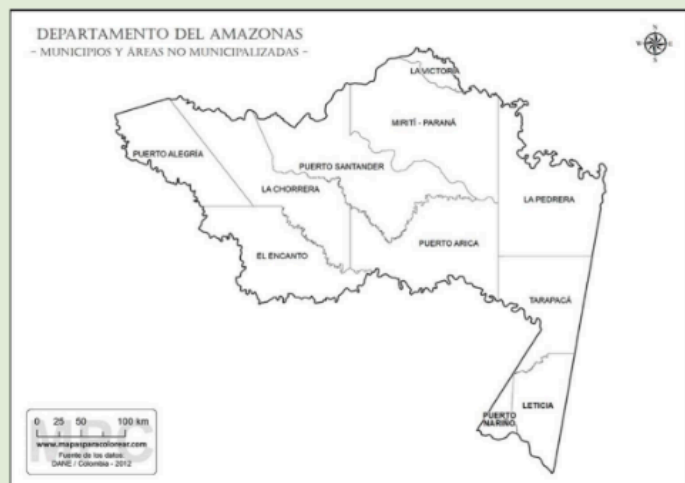 DEPARTAMENTO DEL AMAZONAS
- MUNICIPIOS Y ÁREAS NO MUNICIPALIZADAS -
N
W
E
S
LA VICTORIA
MIRITÍ - PARANÁ
PUERTO ALEGRÍA
PUERTO SANTANDER
LA CHORRERA
LA PEDRERA
PUERTO ARICA
EL ENCANTO
TARAPACÁ
LETICIA
PUERTO
NARIÑO
0 25 50 100 km
MPC
www.mapasparacolorear.com
Fuente de los datos:
DANE / Colombia - 2012